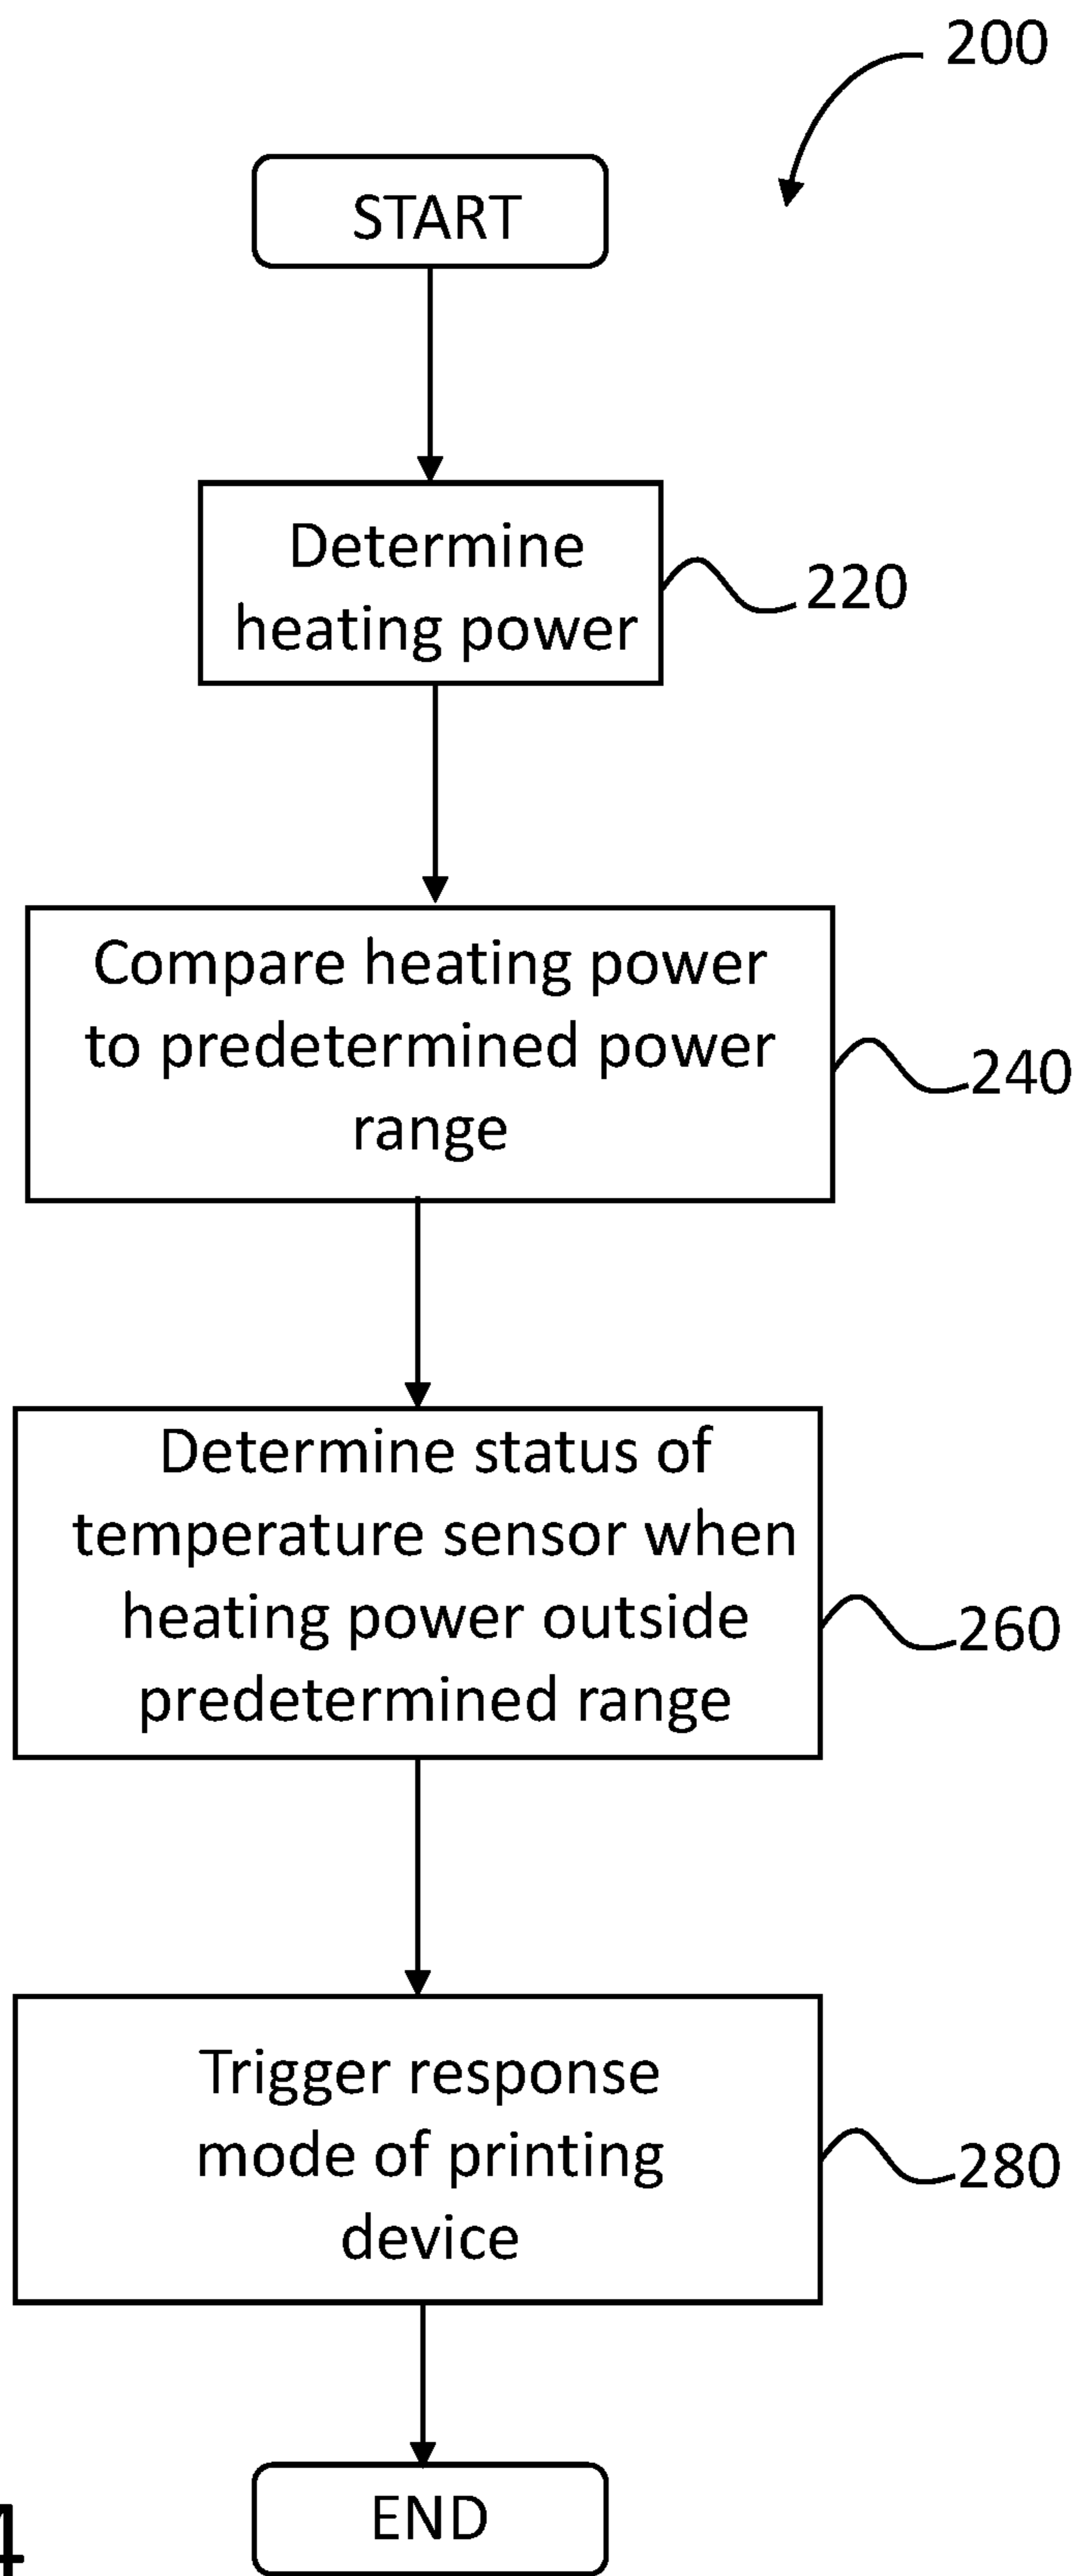 200
START
Determine
heating power
220
Compare heating power
to predetermined power
range
240
Determine status of
temperature sensor when
heating power outside
predetermined range
260
Trigger response
mode of printing
device
280
END
4